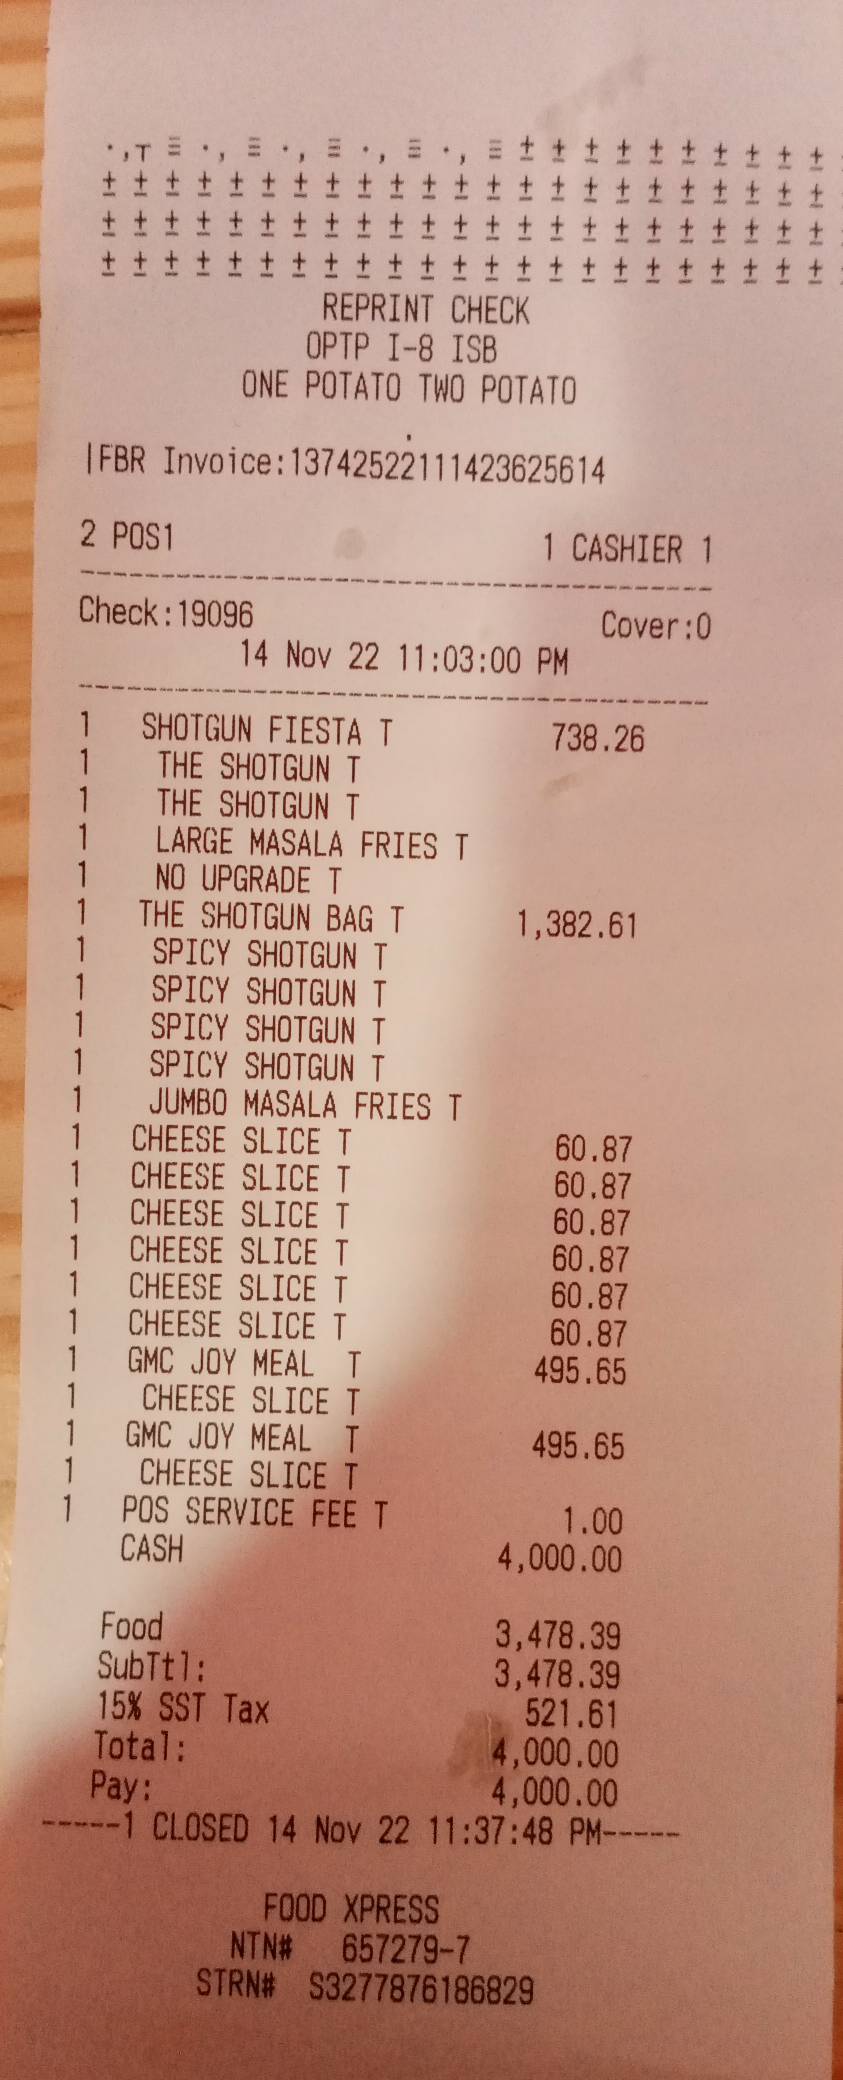 ·,┬ ≡ ·, ≡ ·, ≡ ·, ≡ ·, ≡ ± ± ± ± ± ± ± ± ± ±
± ± ± ± ± ± ± ± ± ± ± ± ± ± ± ± ± ± ± ± ± ± ±
± ± ± ± ± ± ± ± ± ± ± ± ± ± ± ± ± ± ± ± ± ± ±
± ± ± ± ± ± ± ± ± ± ± ± ± ± ± ± ± ± ± ± ± ± ±
REPRINT CHECK
OPTP I-8 ISB
ONE POTATO TWO POTATO
|FBR Invoice:13742522111423625614
2 POS1 1 CASHIER 1
Check:19096 Cover:0
14 Nov 22 11:03:00 PM
1 SHOTGUN FIESTA T 738.26
1 THE SHOTGUN T
1 THE SHOTGUN T
1 LARGE MASALA FRIES T
1 NO UPGRADE T
1 THE SHOTGUN BAG T 1,382.61
1 SPICY SHOTGUN T
1 SPICY SHOTGUN T
1 SPICY SHOTGUN T
1 SPICY SHOTGUN T
1 JUMBO MASALA FRIES T
1 CHEESE SLICE T 60.87
1 CHEESE SLICE T 60.87
1 CHEESE SLICE T 60.87
1 CHEESE SLICE T 60.87
1 CHEESE SLICE T 60.87
1 CHEESE SLICE T 60.87
1 GMC JOY MEAL T 495.65
1 CHEESE SLICE T
1 GMC JOY MEAL T 495.65
1 CHEESE SLICE T
1 POS SERVICE FEE T 1.00
CASH 4,000.00
Food 3,478.39
SubTtl: 3,478.39
15% SST Tax 521.61
Total: 4,000.00
Pay: 4,000.00
-----1 CLOSED 14 Nov 22 11:37:48 PM-----
FOOD XPRESS
NTN# 657279-7
STRN# S3277876186829